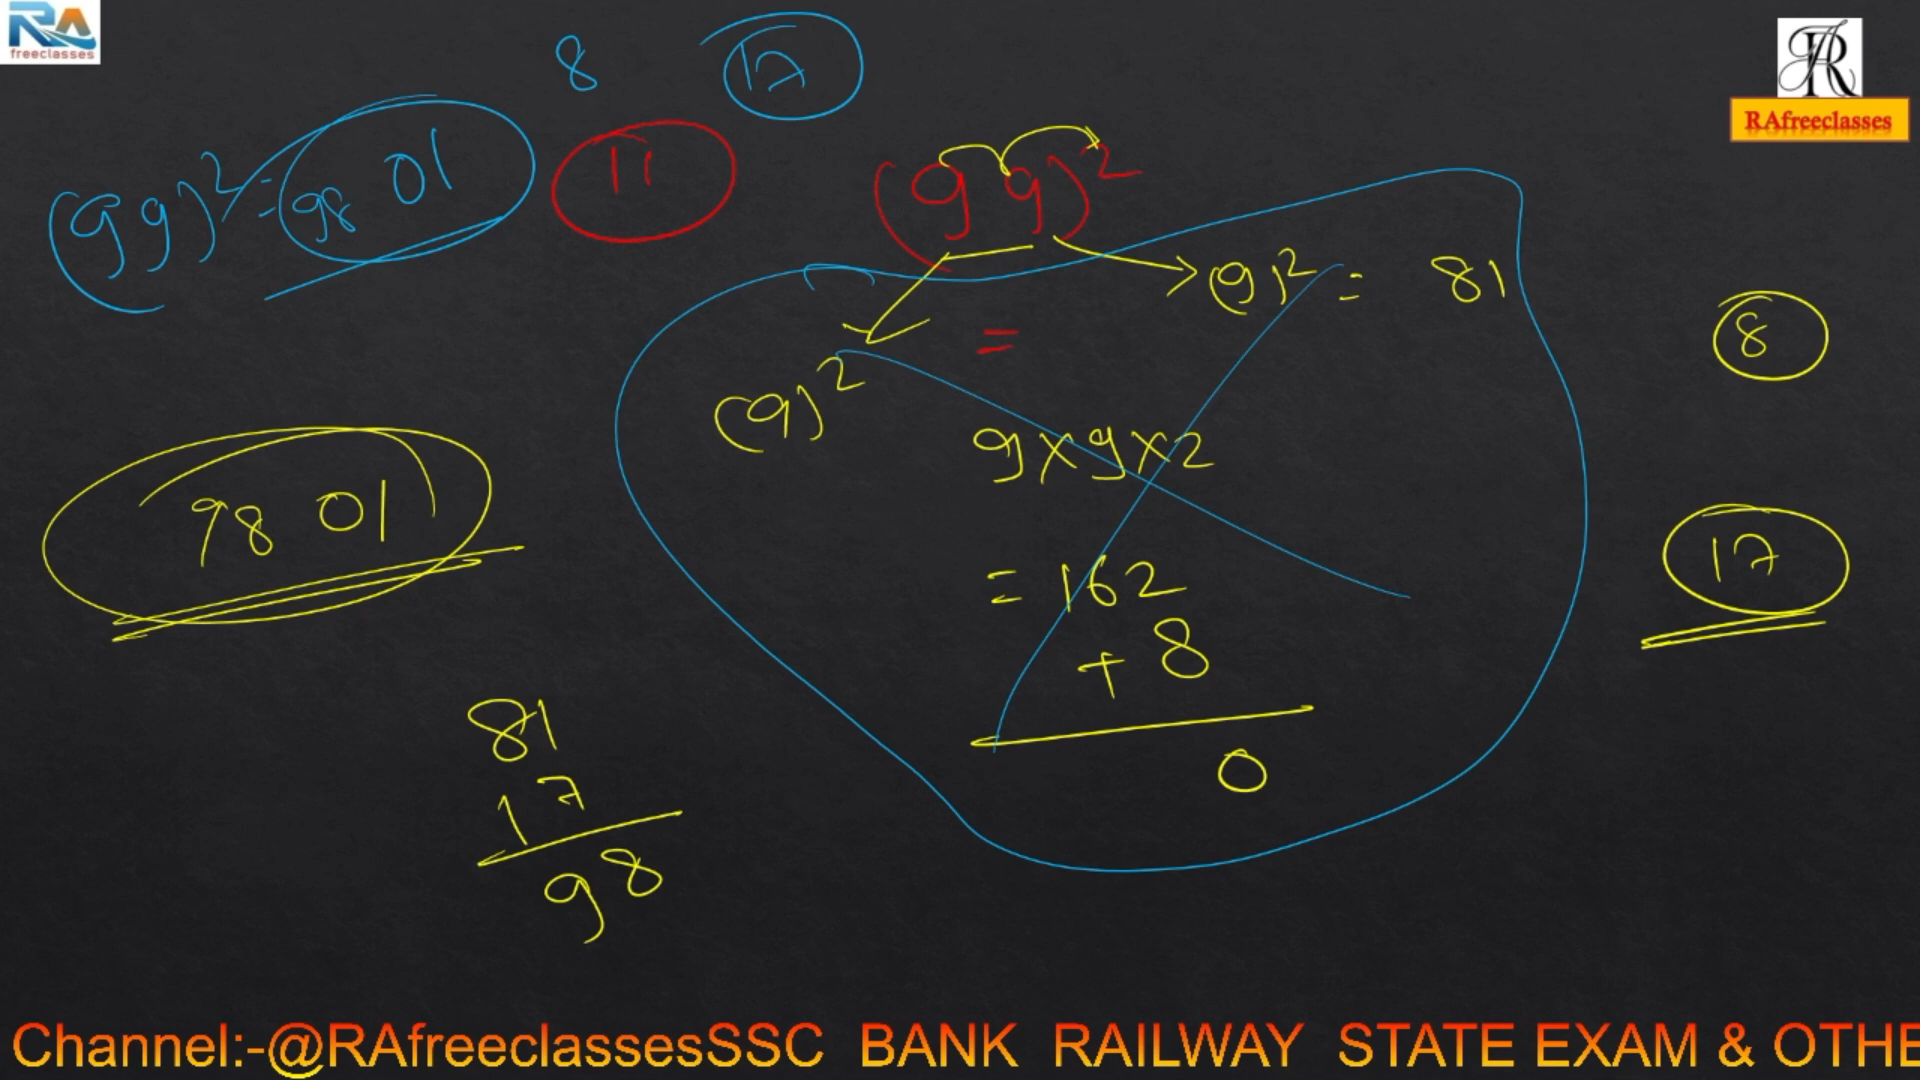 RA
freeclasses
8 17
(99)² = 98 01
11
(99)²
R
RAfreeclasses
(9)² = 81
=
(9)²
8
9×9×2
98 01
= 162
17
+ 8
0
81
17
98
Channel:-@RAfreeclassesSSC BANK RAILWAY STATE EXAM & OTHE